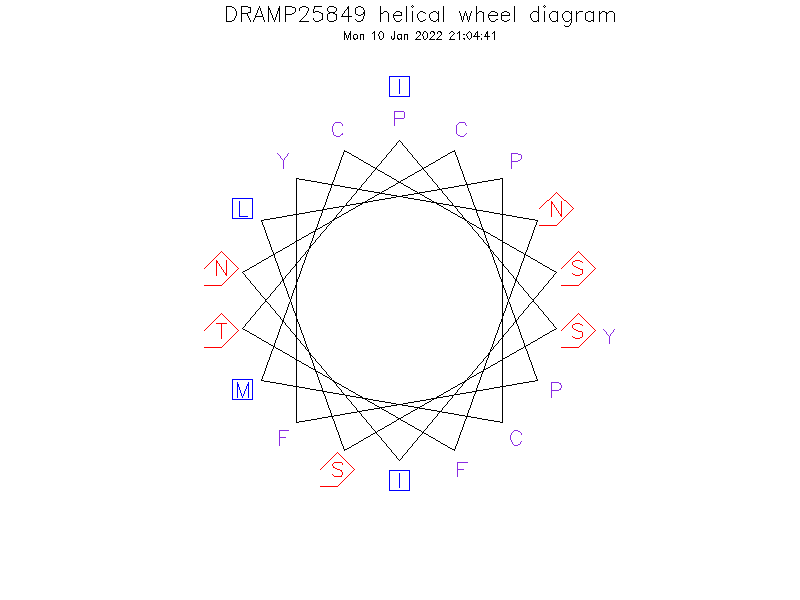 DRAMP25849 helical wheel diagram
Mon 10 Jan 2022 21:04:41
I
P
C C
Y P
L N
N S
T S Y
M P
F C
S I F